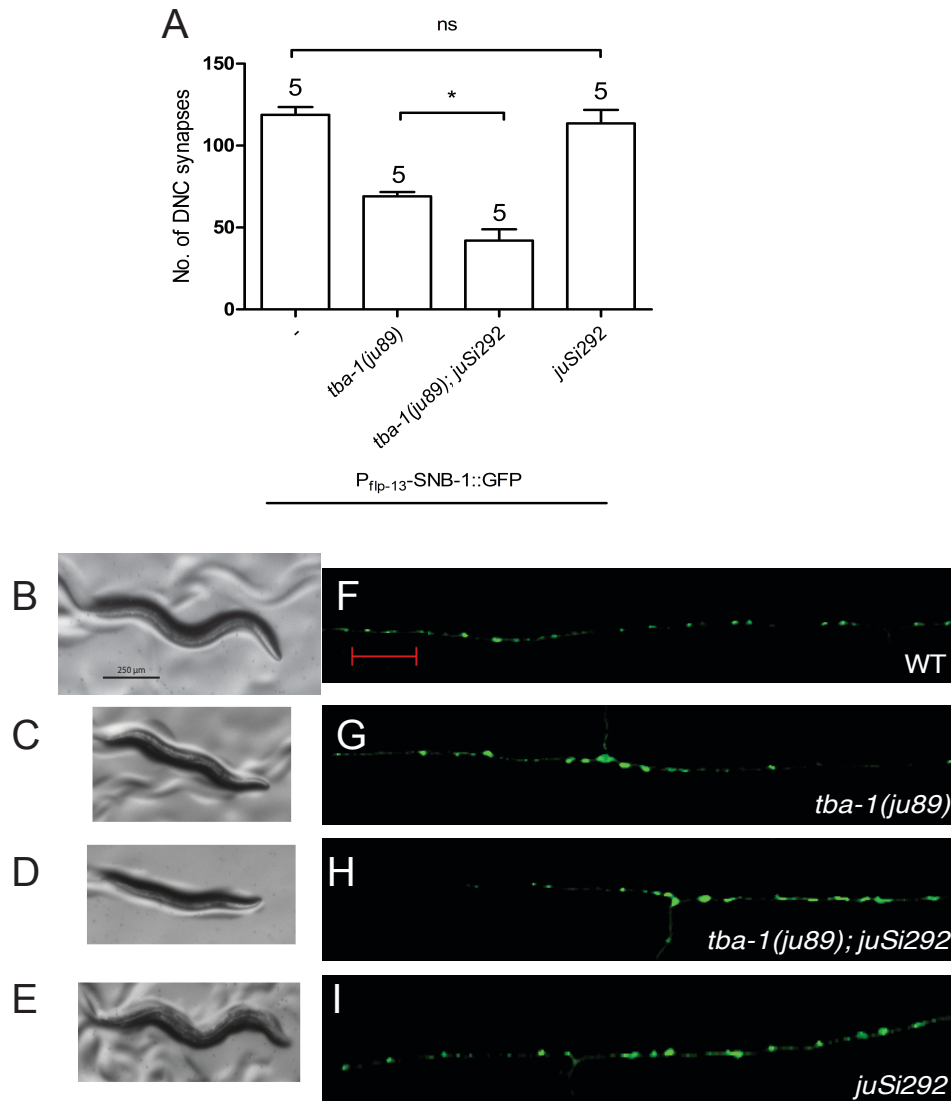 A
ns
150
100
50
0
No. of DNC synapses
5
5
*
5
5
-
tba-1(ju89)
tba-1(ju89); juSi292
juSi292
Pflp-13-SNB-1::GFP
B
250 µm
F
WT
C
G
tba-1(ju89)
D
H
tba-1(ju89); juSi292
E
I
juSi292